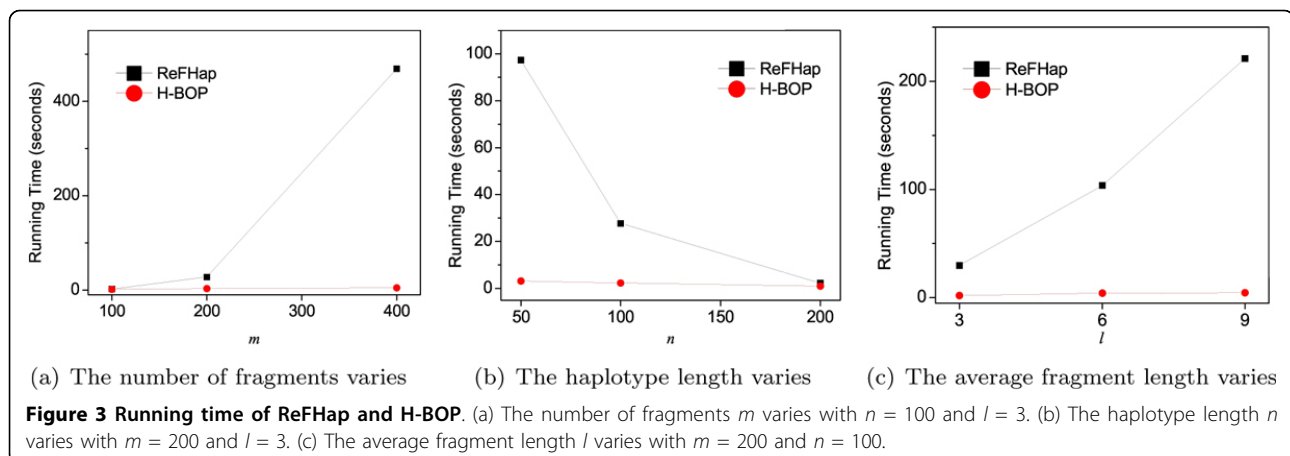 ReFHap
H-BOP
Running Time (seconds)
400
200
0
100
200
300
400
m
(a) The number of fragments varies
ReFHap
H-BOP
Running Time (seconds)
100
80
60
40
20
0
50
100
150
200
n
(b) The haplotype length varies
ReFHap
H-BOP
Running Time (seconds)
200
100
0
3
6
9
l
(c) The average fragment length varies
Figure 3 Running time of ReFHap and H-BOP. (a) The number of fragments m varies with n = 100 and l = 3. (b) The haplotype length n
varies with m = 200 and l = 3. (c) The average fragment length l varies with m = 200 and n = 100.